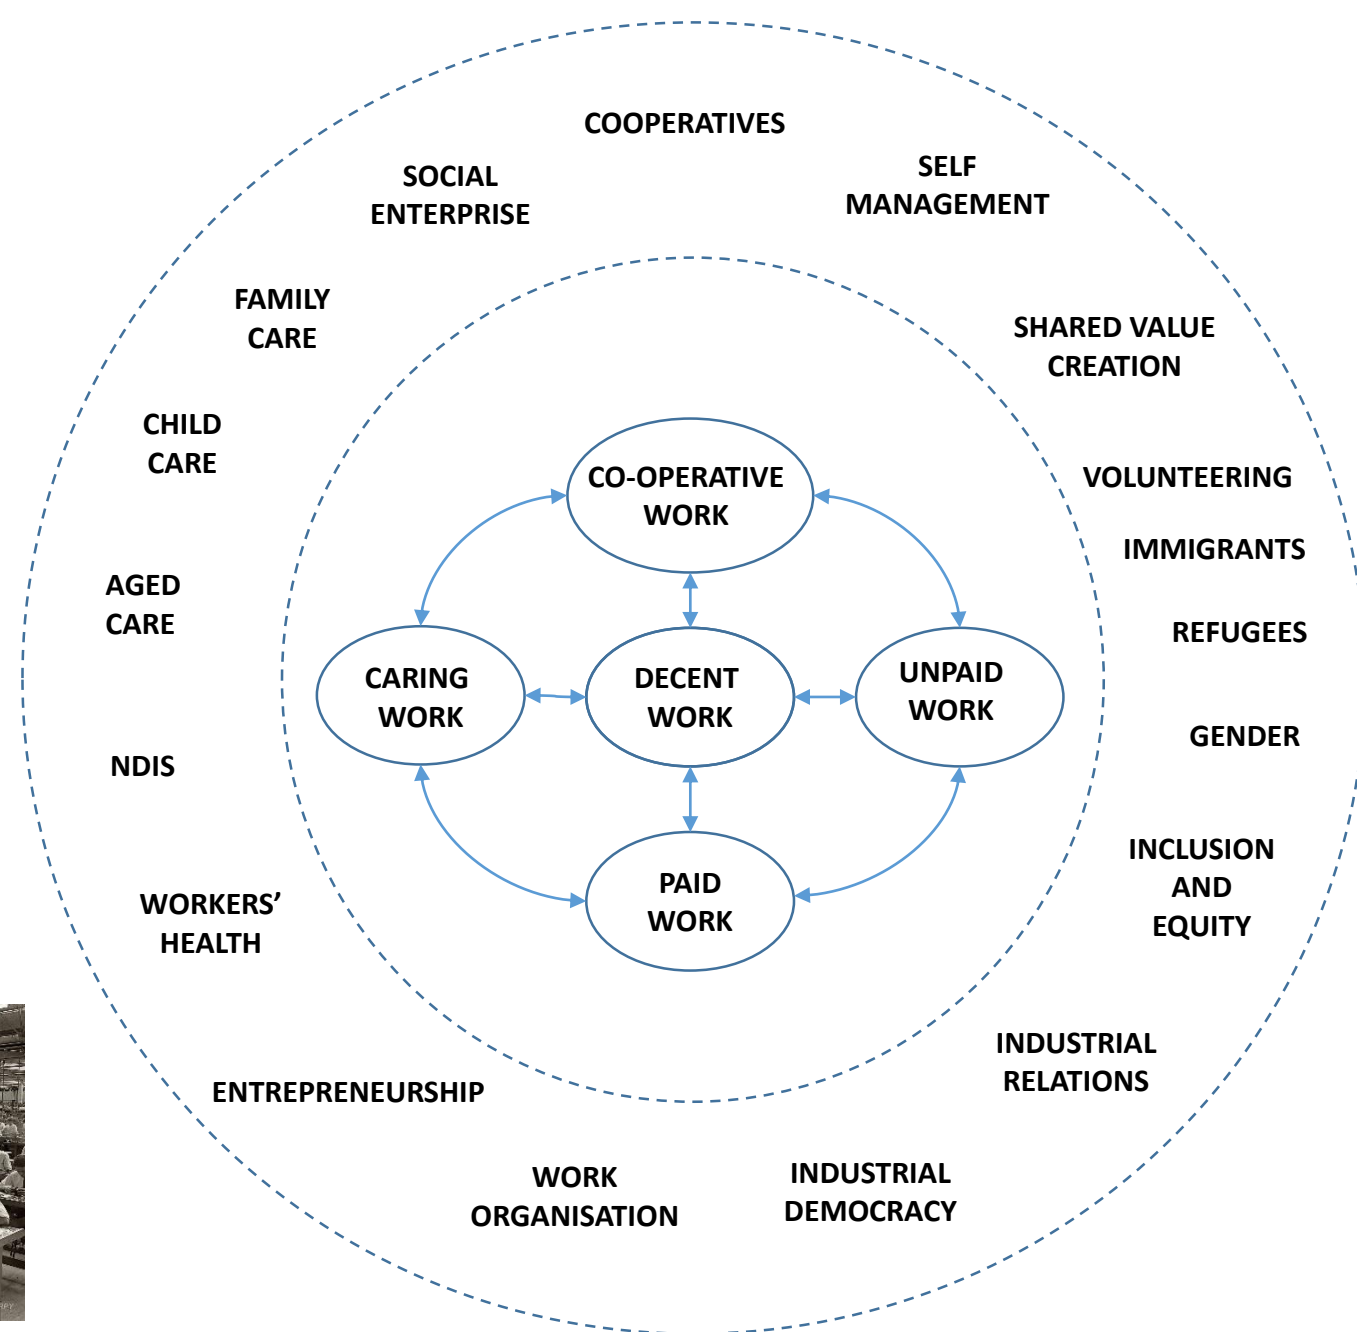 COOPERATIVES
SELF
MANAGEMENT
SOCIAL
ENTERPRISE
FAMILY
CARE
SHARED VALUE
CREATION
CHILD
CARE
VOLUNTEERING
CO-OPERATIVE
WORK
IMMIGRANTS
AGED
CARE
REFUGEES
CARING
WORK
DECENT
WORK
UNPAID
WORK
GENDER
NDIS
INCLUSION
AND
EQUITY
PAID
WORK
WORKERS’
HEALTH
INDUSTRIAL
RELATIONS
ENTREPRENEURSHIP
WORK
ORGANISATION
INDUSTRIAL
DEMOCRACY